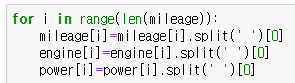 for i in range(len(mileage)):
    mileage[i]=mileage[i].split(' ')[0]
    engine[i]=engine[i].split(' ')[0]
    power[i]=power[i].split(' ')[0]